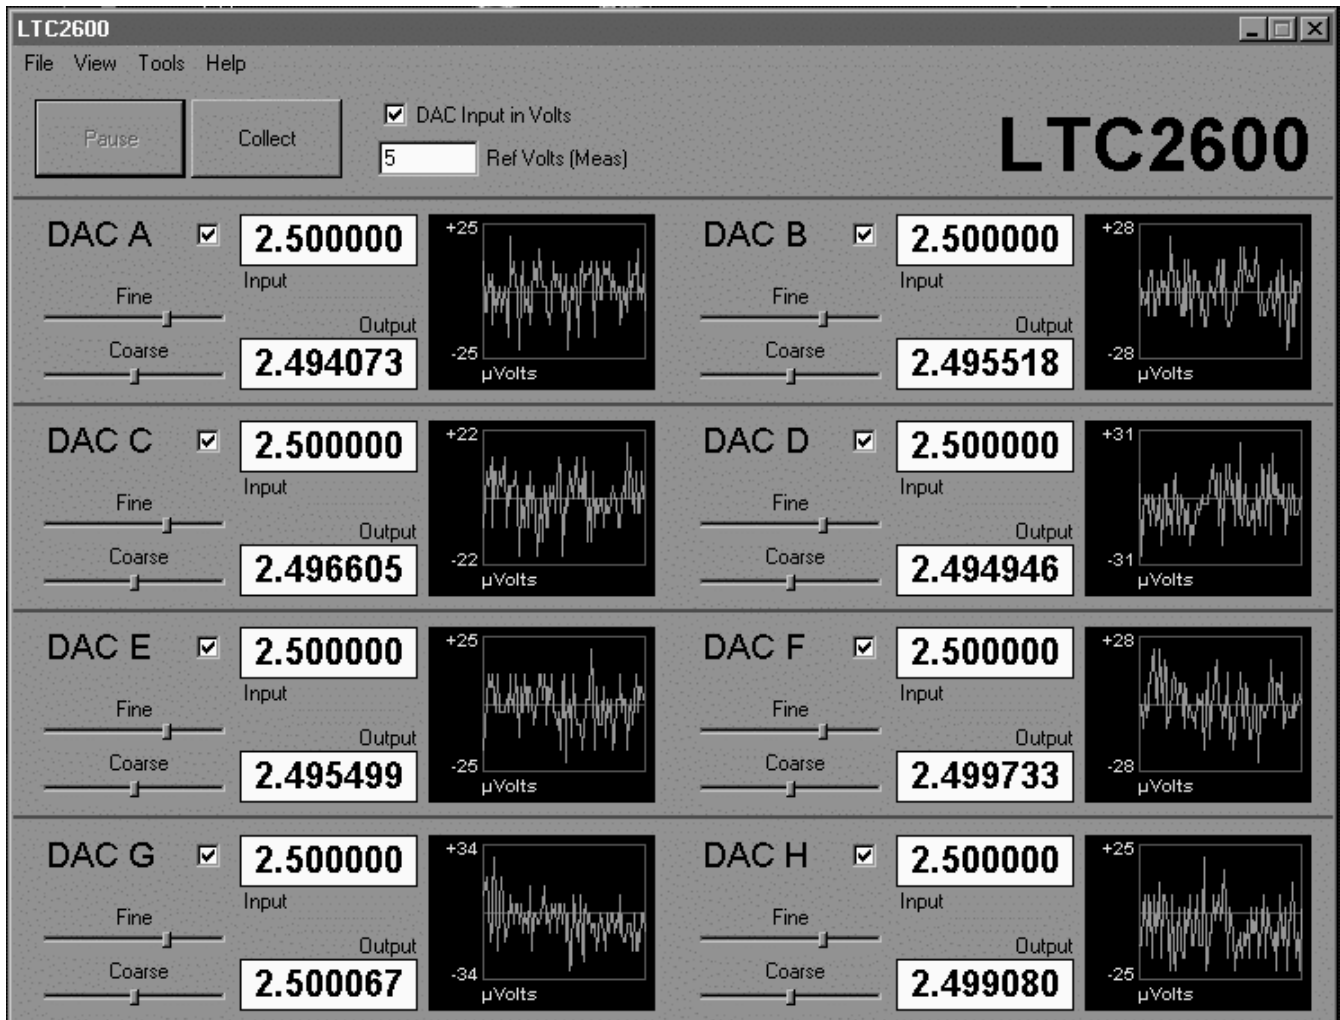 LTC2600
File View Tools Help
Pause
Collect
DAC Input in Volts
5 Ref Volts (Meas)
LTC2600
DAC A
2.500000
Input
Fine
Output
Coarse
2.494073
+25
-25
µVolts
DAC B
2.500000
Input
Fine
Output
Coarse
2.495518
+28
-28
µVolts
DAC C
2.500000
Input
Fine
Output
Coarse
2.496605
+22
-22
µVolts
DAC D
2.500000
Input
Fine
Output
Coarse
2.494946
+31
-31
µVolts
DAC E
2.500000
Input
Fine
Output
Coarse
2.495499
+25
-25
µVolts
DAC F
2.500000
Input
Fine
Output
Coarse
2.499733
+28
-28
µVolts
DAC G
2.500000
Input
Fine
Output
Coarse
2.500067
+34
-34
µVolts
DAC H
2.500000
Input
Fine
Output
Coarse
2.499080
+25
-25
µVolts